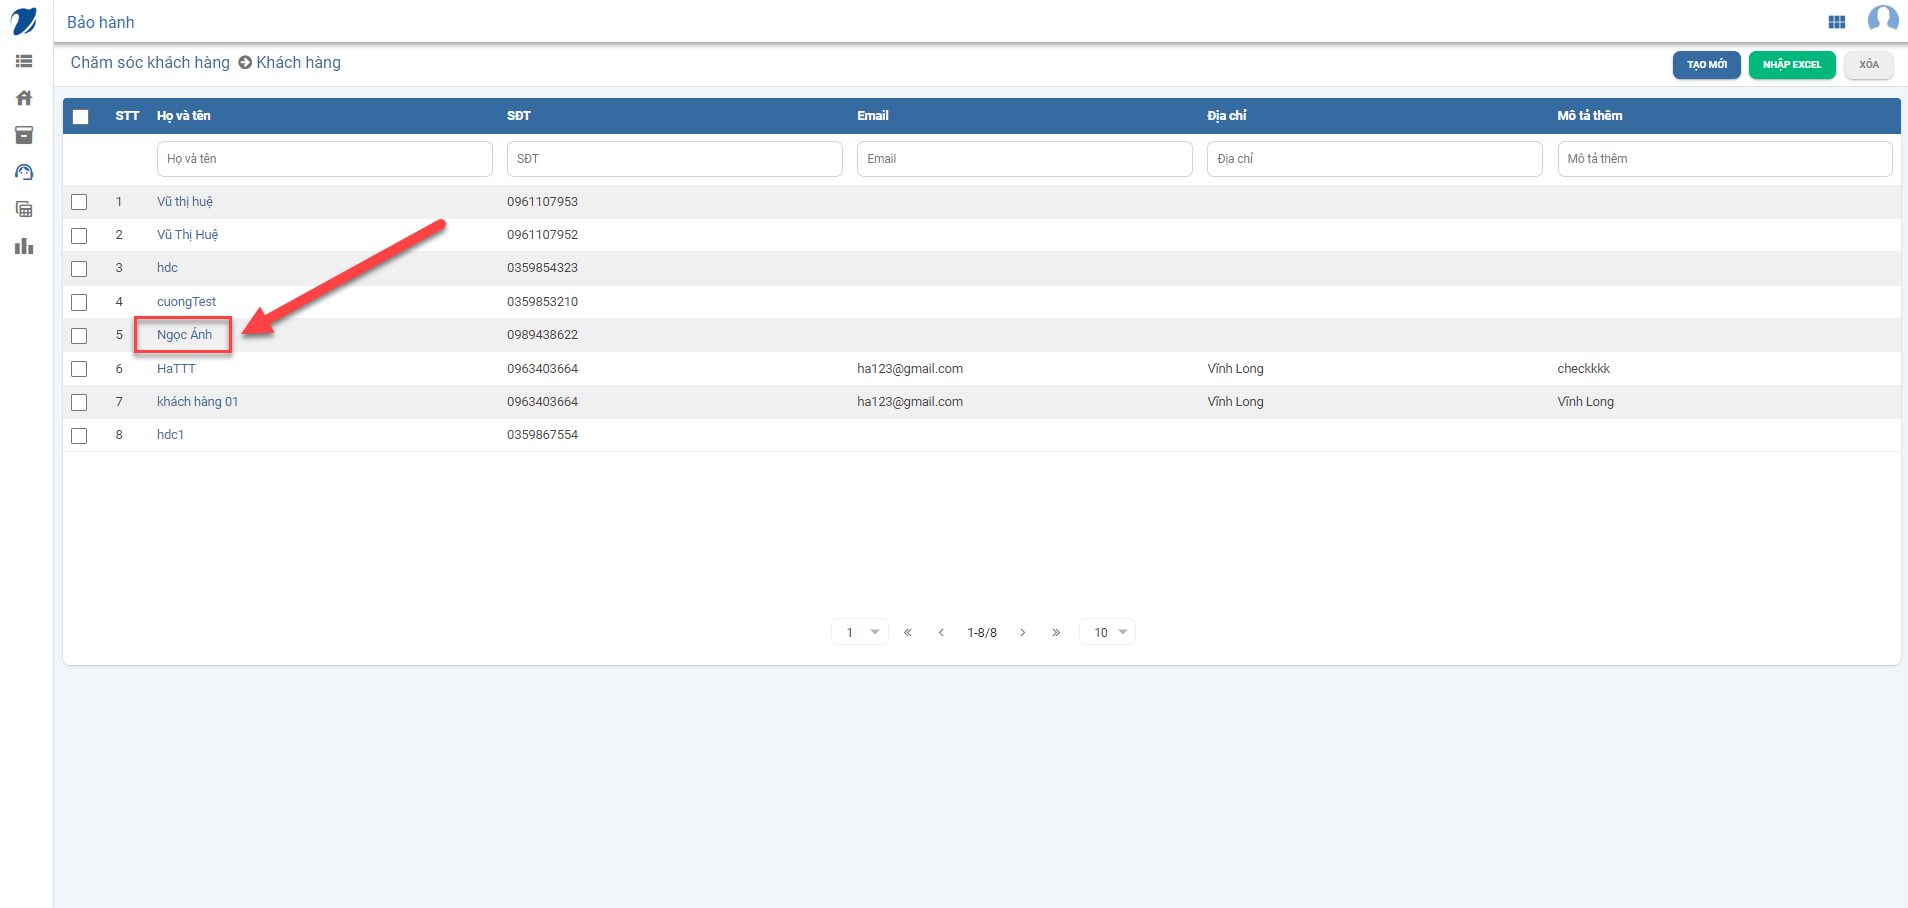 Bảo hành
Chăm sóc khách hàng Khách hàng
TẠO MỚI NHẬP EXCEL XÓA
STT Họ và tên SĐT Email Địa chỉ Mô tả thêm
Họ và tên SĐT Email Địa chỉ Mô tả thêm
1 Vũ thị huệ 0961107953
2 Vũ Thị Huệ 0961107952
3 hdc 0359854323
4 cuongTest 0359853210
5 Ngọc Ánh 0989438622
6 HaTTT 0963403664 ha123@gmail.com Vĩnh Long checkkkk
7 khách hàng 01 0963403664 ha123@gmail.com Vĩnh Long Vĩnh Long
8 hdc1 0359867554
1 « ‹ 1-8/8 › » 10